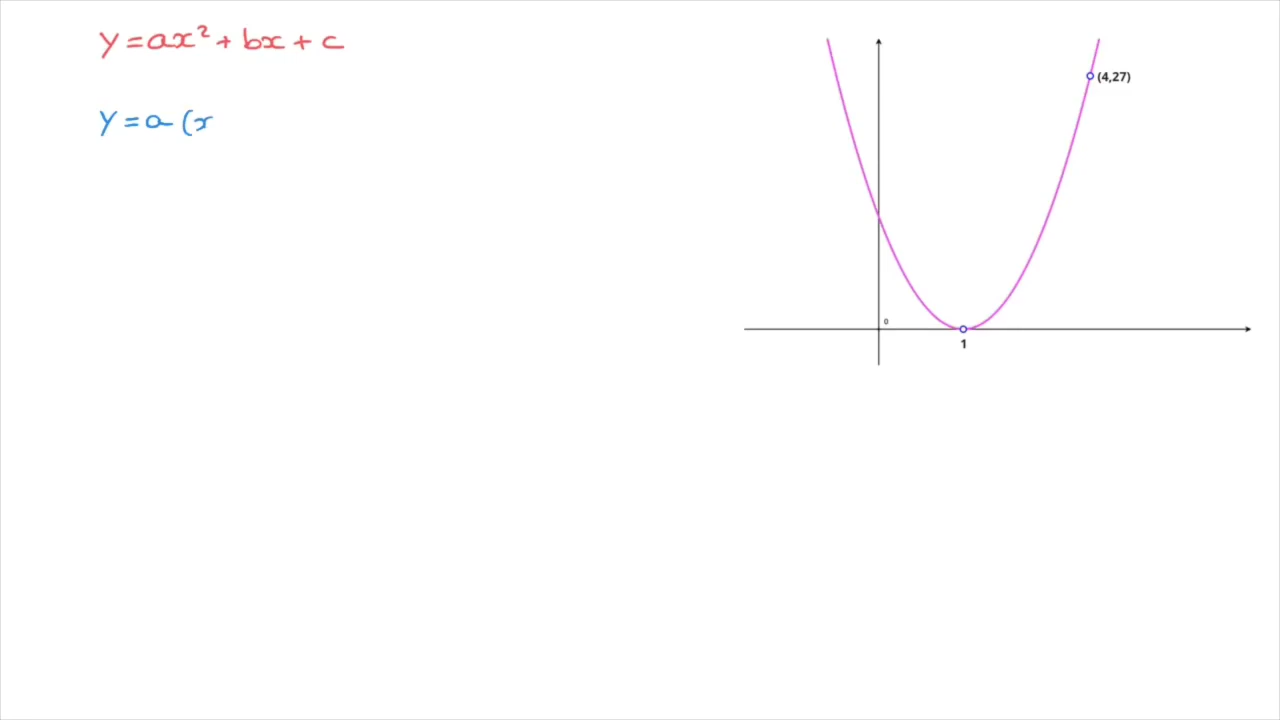 y = ax² + bx + c
y = a (x
(4,27)
0
1